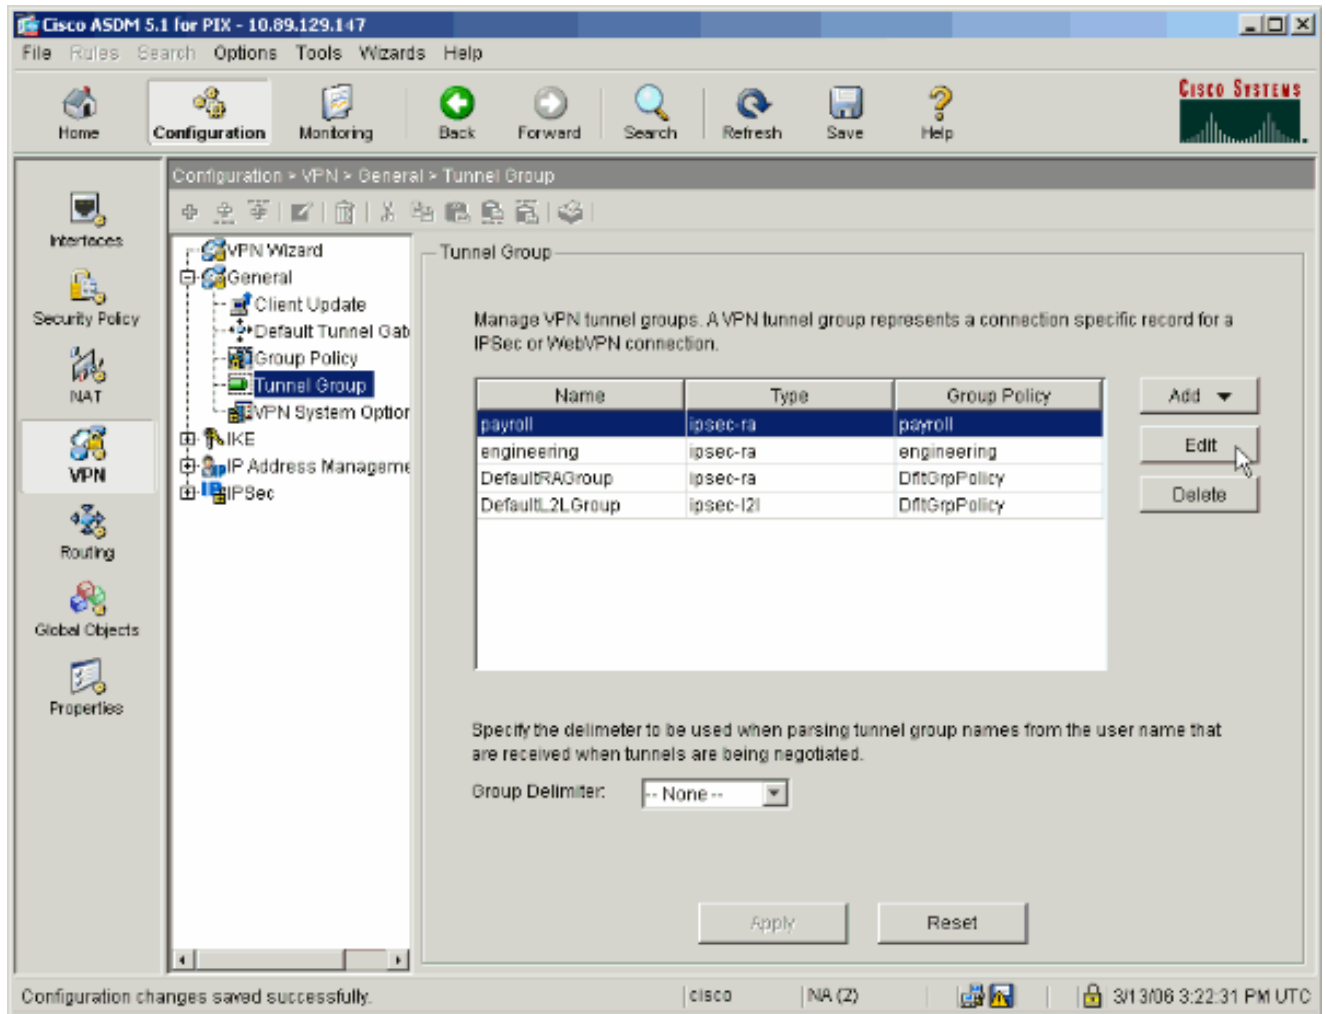 Cisco ASDM 5.1 for PIX - 10.89.129.147
File Rules Search Options Tools Wizards Help
Home Configuration Monitoring Back Forward Search Refresh Save Help
CISCO SYSTEMS
Configuration > VPN > General > Tunnel Group
Interfaces
Security Policy
NAT
VPN
Routing
Global Objects
Properties
VPN Wizard
General
Client Update
Default Tunnel Gat
Group Policy
Tunnel Group
VPN System Option
IKE
IP Address Manageme
IPSec
Tunnel Group
Manage VPN tunnel groups. A VPN tunnel group represents a connection specific record for a
IPSec or WebVPN connection.
Name Type Group Policy
payroll ipsec-ra payroll
engineering ipsec-ra engineering
DefaultRAGroup ipsec-ra DfltGrpPolicy
DefaultL2LGroup ipsec-l2l DfltGrpPolicy
Add
Edit
Delete
Specify the delimeter to be used when parsing tunnel group names from the user name that
are received when tunnels are being negotiated.
Group Delimiter: -- None --
Apply Reset
Configuration changes saved successfully. cisco NA (2) 3/13/06 3:22:31 PM UTC